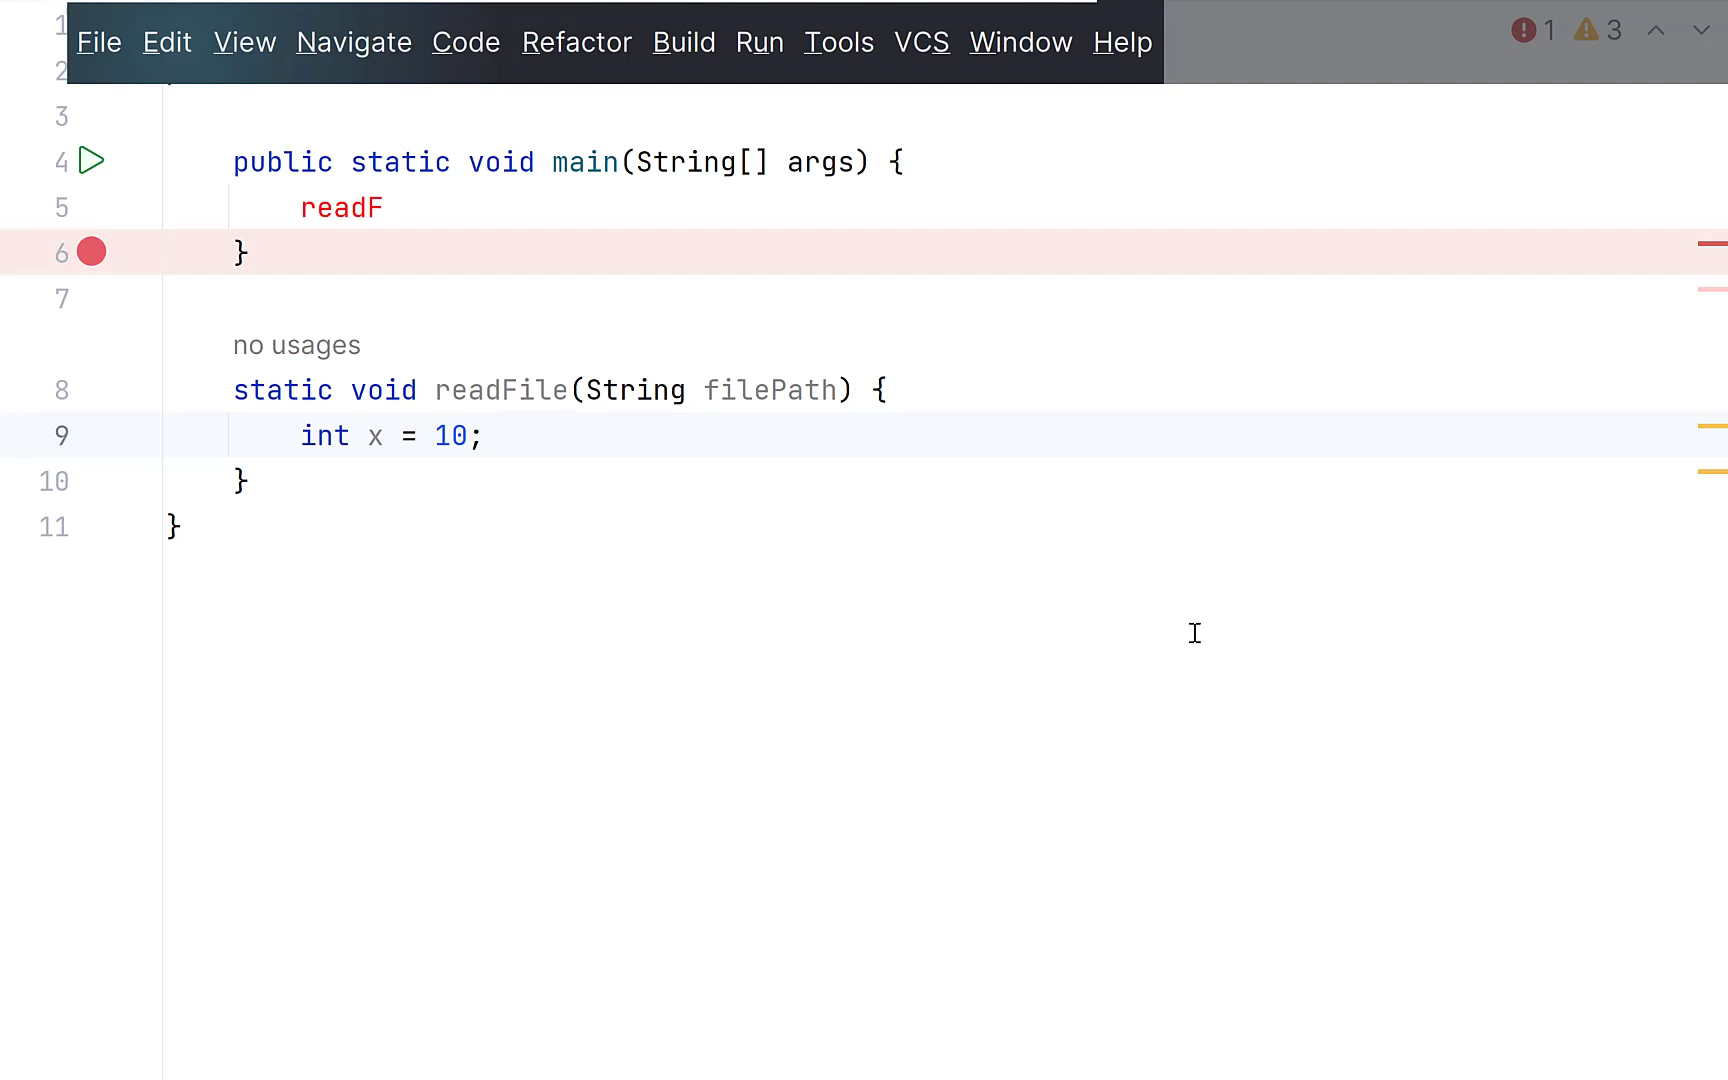 File Edit View Navigate Code Refactor Build Run Tools VCS Window Help
1 3
1
2
3
4 public static void main(String[] args) {
5 readF
6 }
7
no usages
8 static void readFile(String filePath) {
9 int x = 10;
10 }
11 }